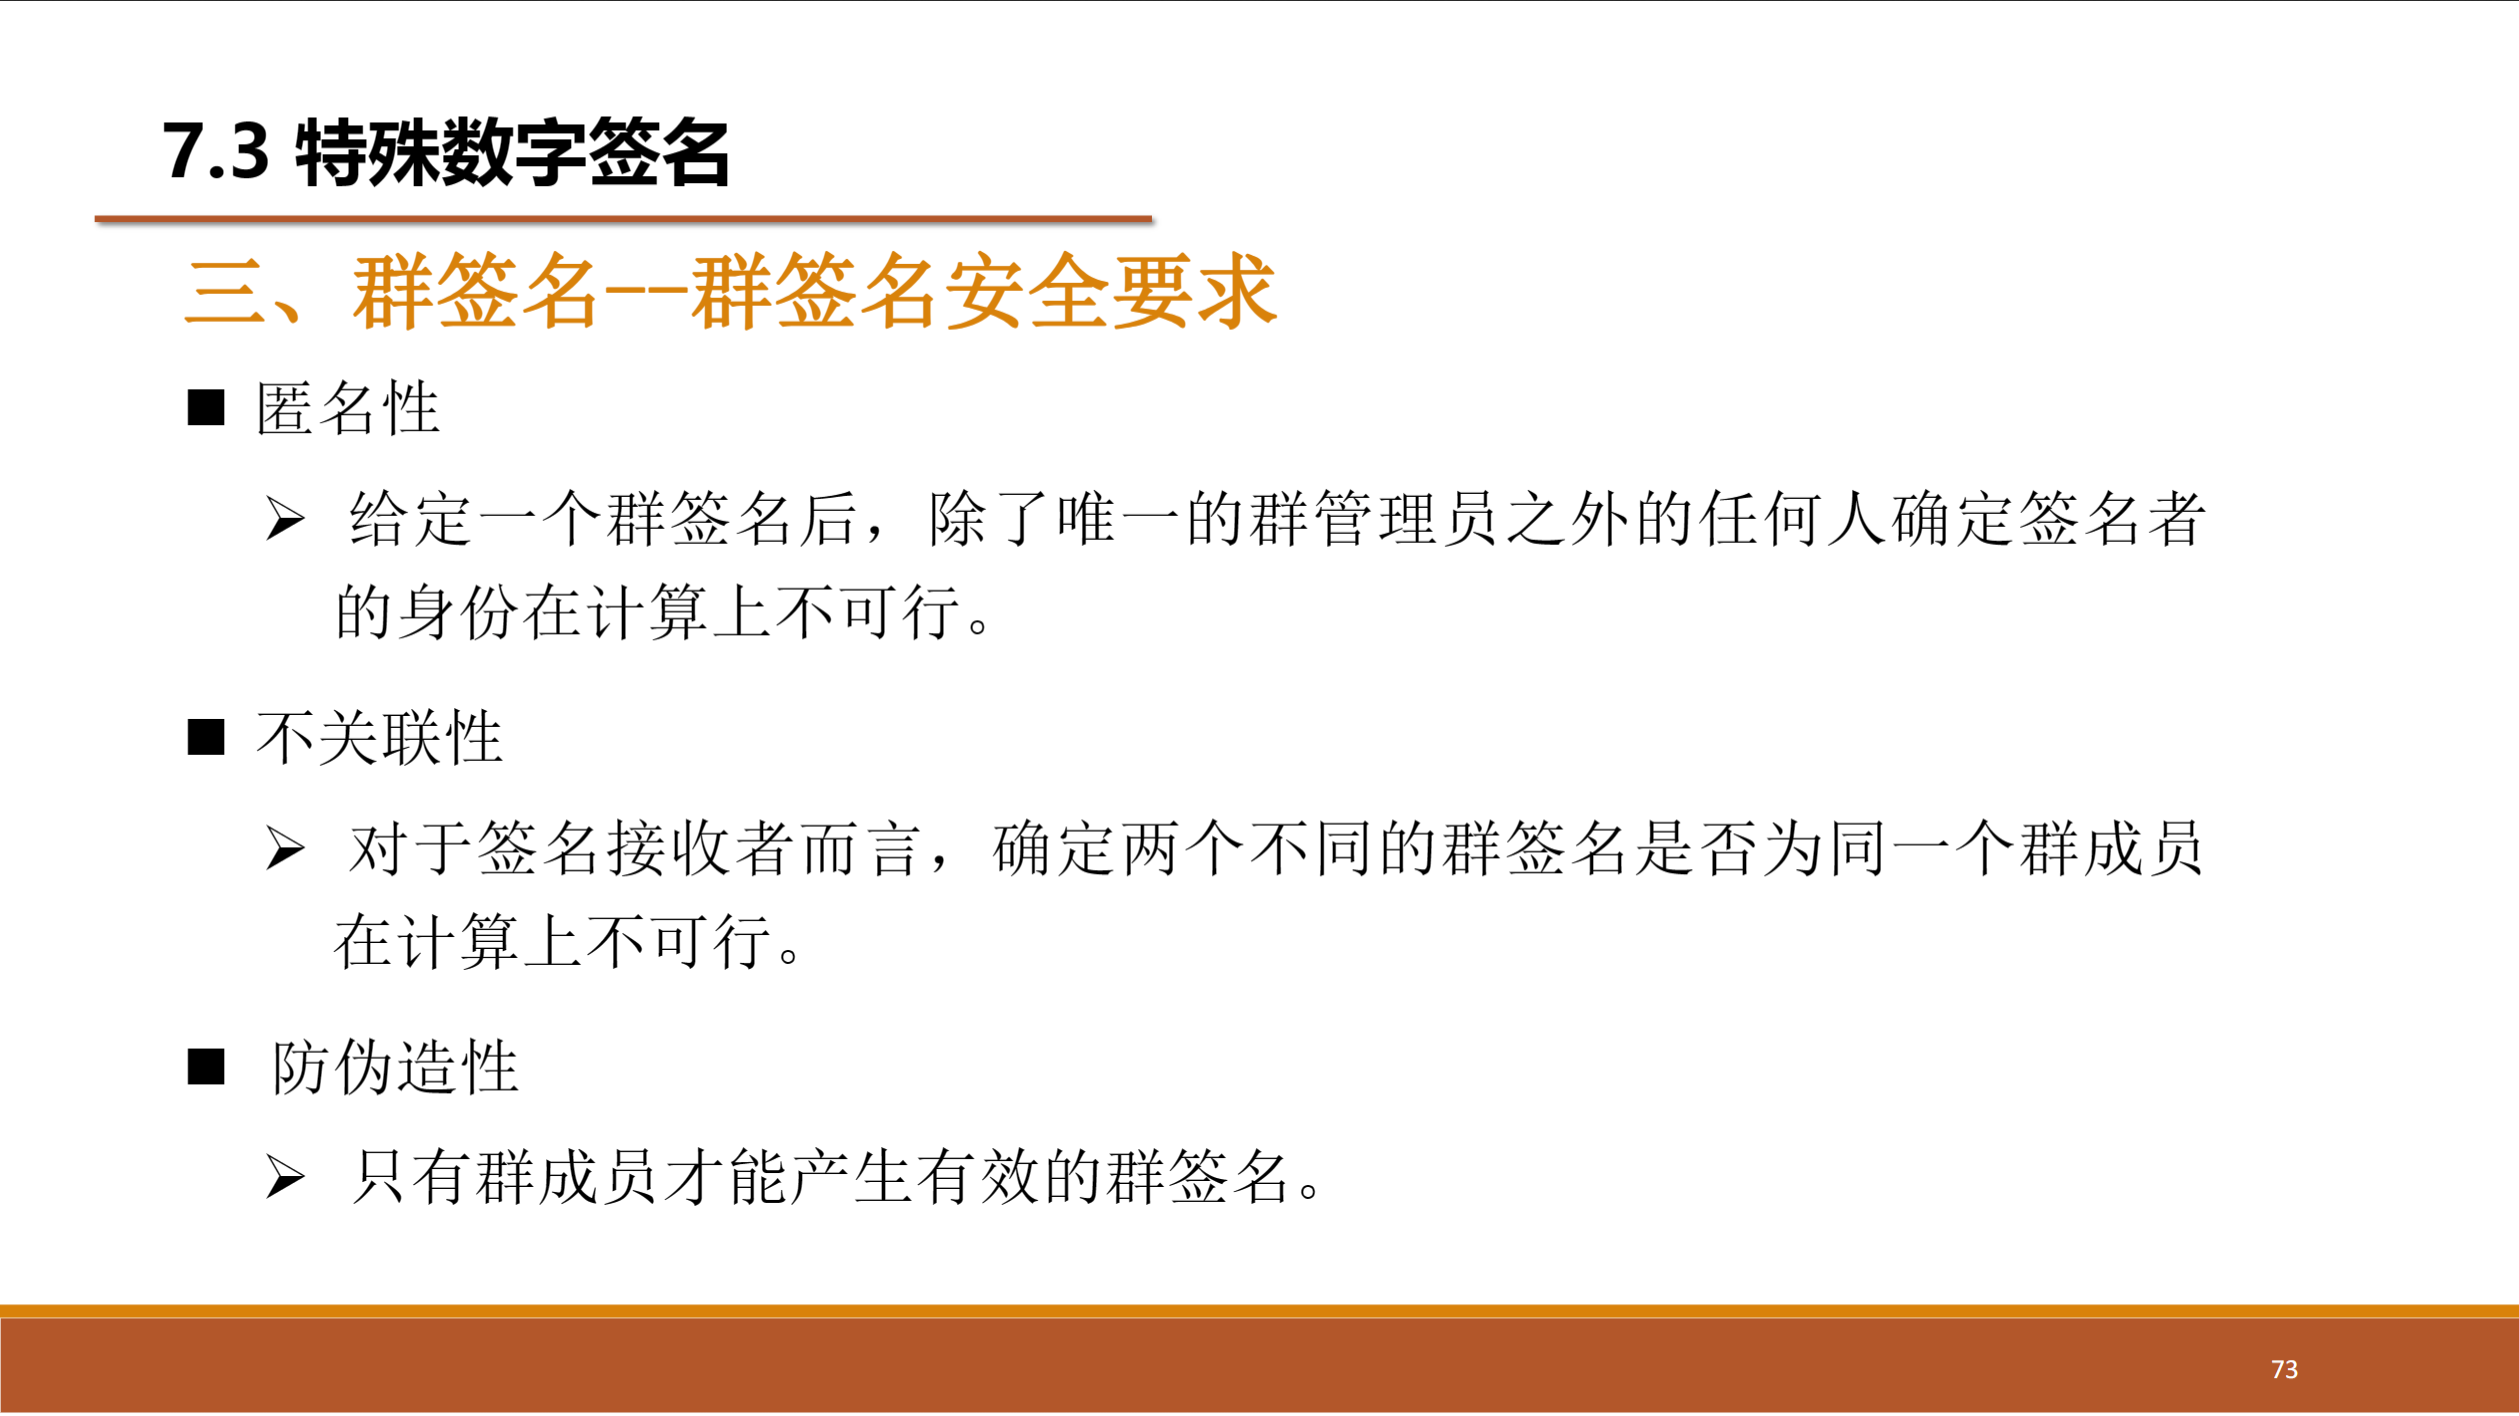 7.3 特殊数字签名
三、群签名--群签名安全要求
■ 匿名性
➢ 给定一个群签名后，除了唯一的群管理员之外的任何人确定签名者
的身份在计算上不可行。
■ 不关联性
➢ 对于签名接收者而言，确定两个不同的群签名是否为同一个群成员
在计算上不可行。
■ 防伪造性
➢ 只有群成员才能产生有效的群签名。
73